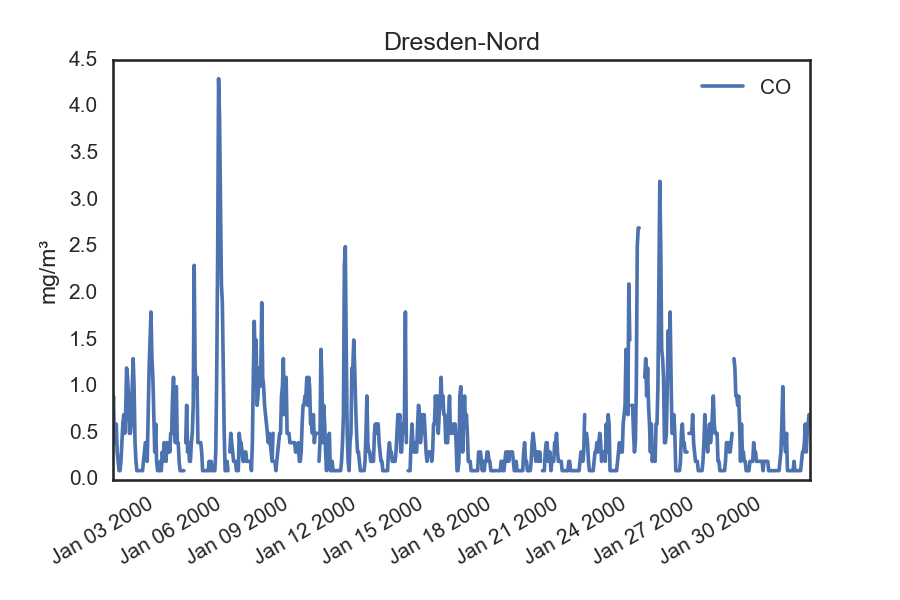 Dresden-Nord
CO
mg/m³
4.5
4.0
3.5
3.0
2.5
2.0
1.5
1.0
0.5
0.0
Jan 03 2000
Jan 06 2000
Jan 09 2000
Jan 12 2000
Jan 15 2000
Jan 18 2000
Jan 21 2000
Jan 24 2000
Jan 27 2000
Jan 30 2000